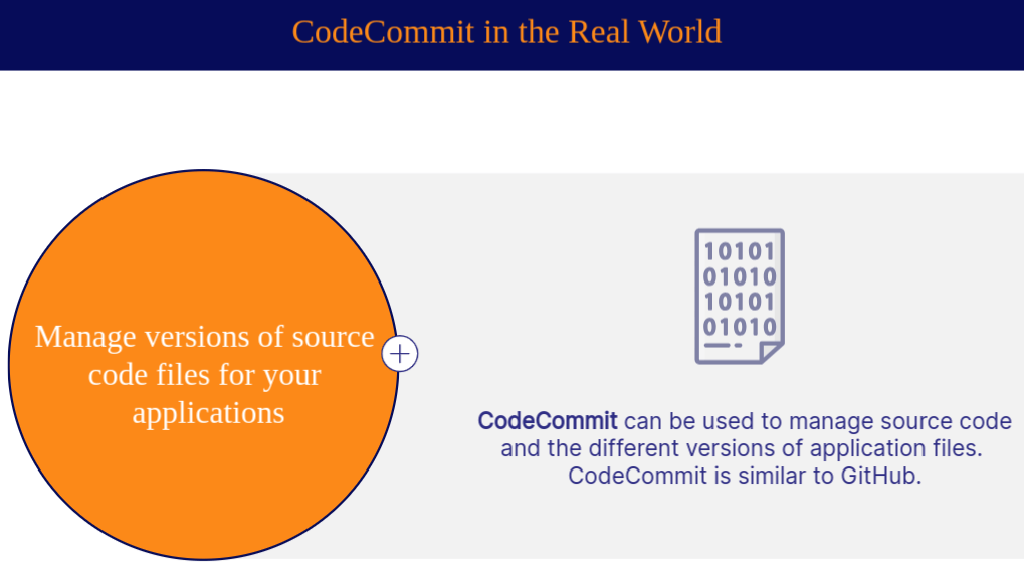 CodeCommit in the Real World
Manage versions of source
code files for your
applications
10101
01010
10101
01010
CodeCommit can be used to manage source code
and the different versions of application files.
CodeCommit is similar to GitHub.